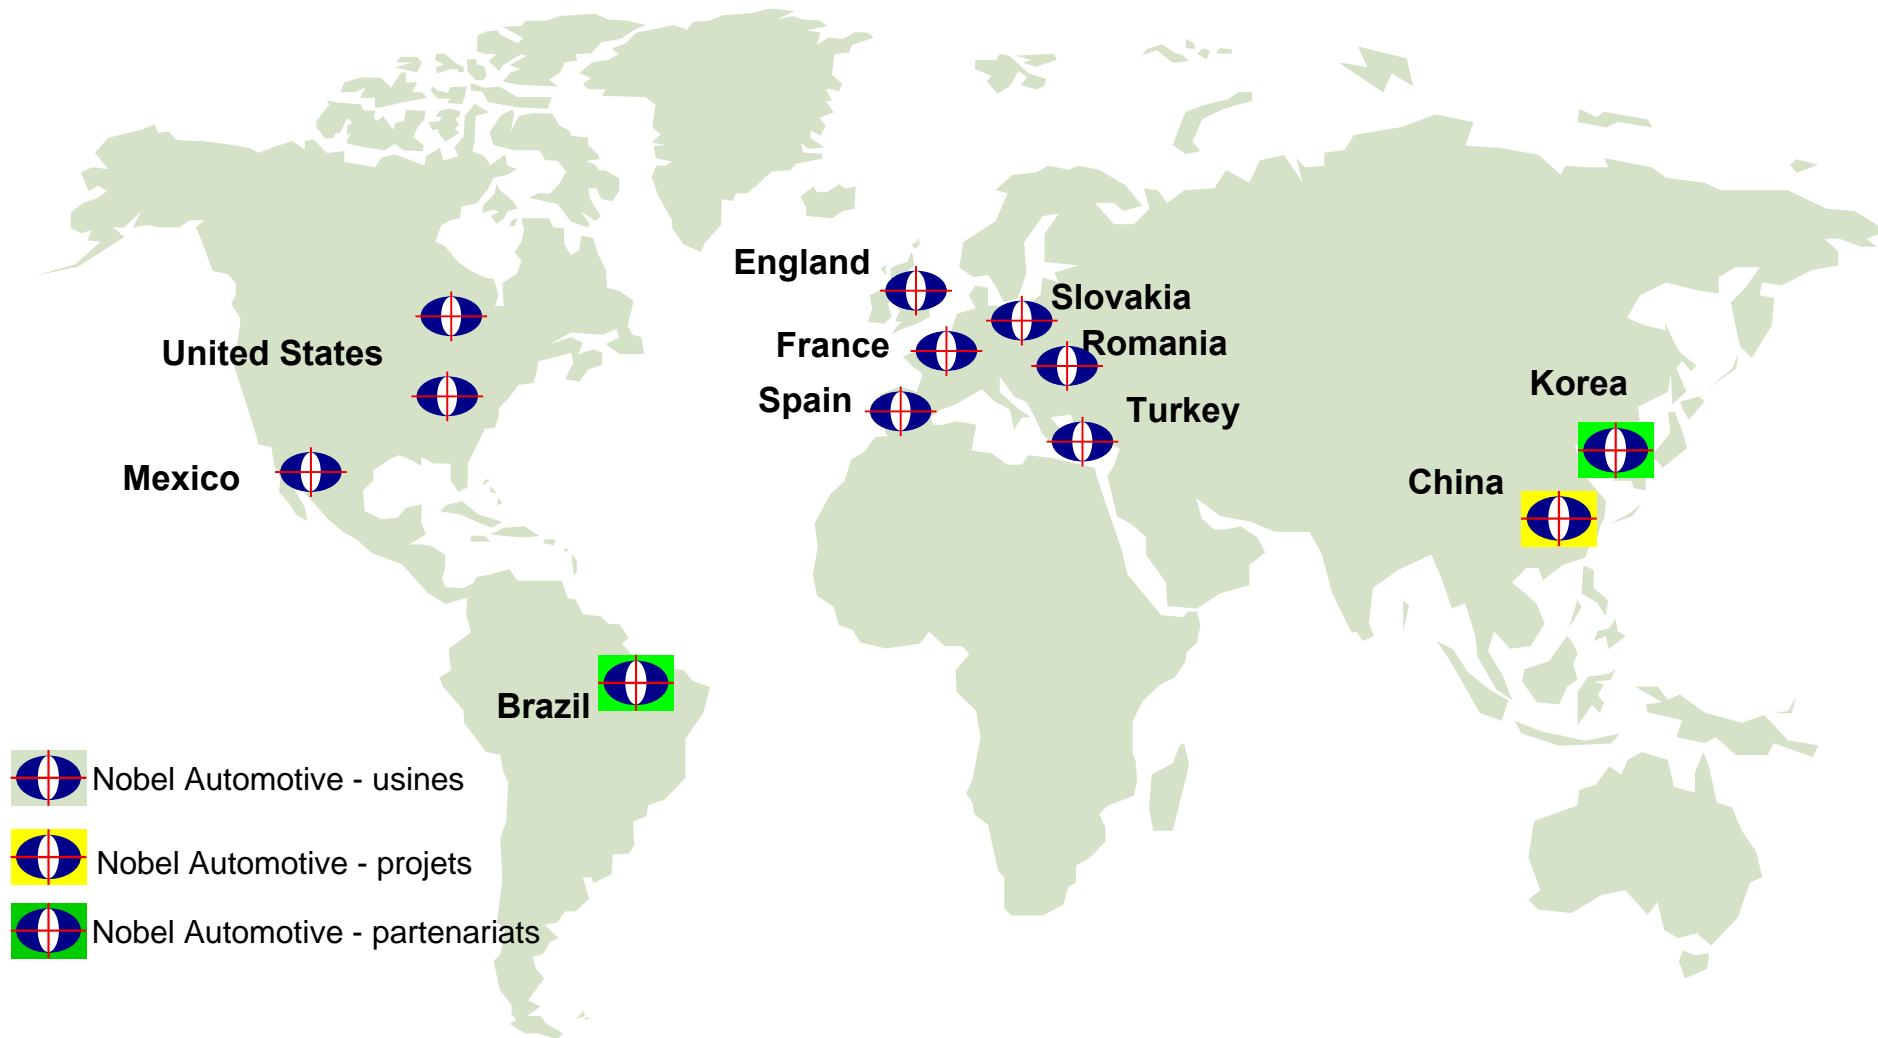 England
Slovakia
United States
France
Romania
Spain
Korea
Turkey
Mexico
China
Brazil
Nobel Automotive - usines
Nobel Automotive - projets
Nobel Automotive - partenariats